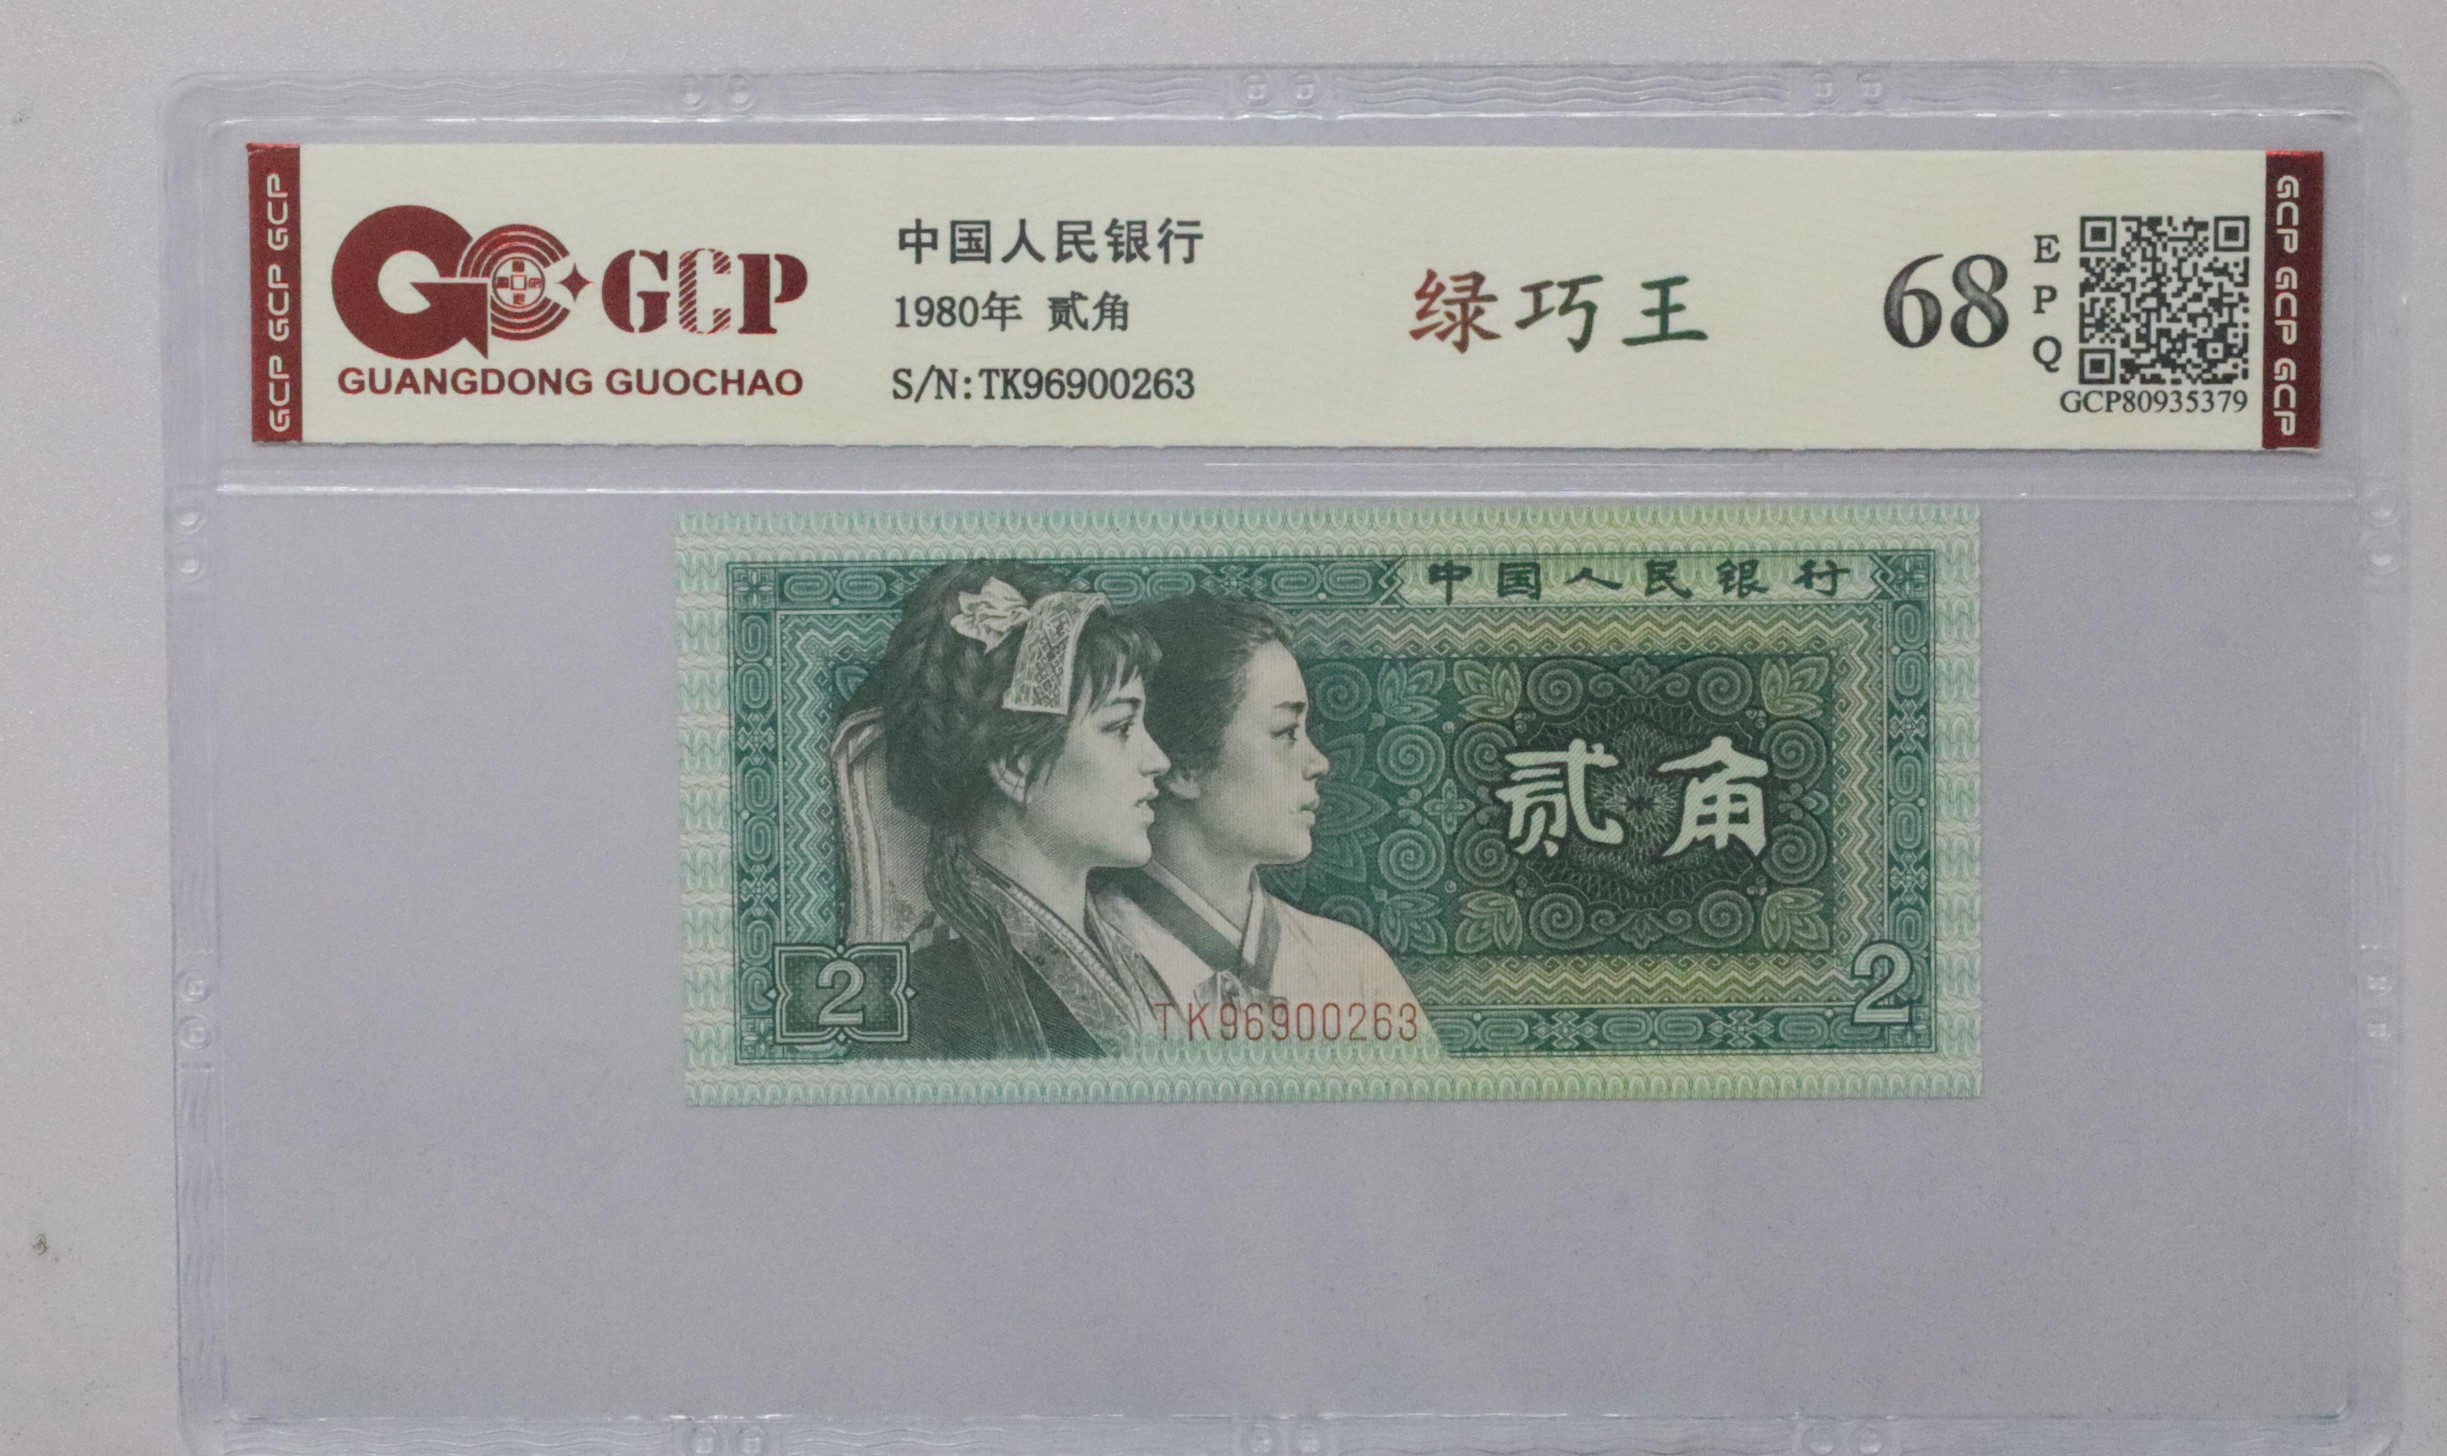 GCP GCP GCP
GCP
GUANGDONG GUOCHAO
中国人民银行
1980年 贰角
S/N:TK96900263
绿巧王
68
EPQ
GCP80935379
GCP GCP GCP
中国人民银行
贰角
2
2
TK96900263